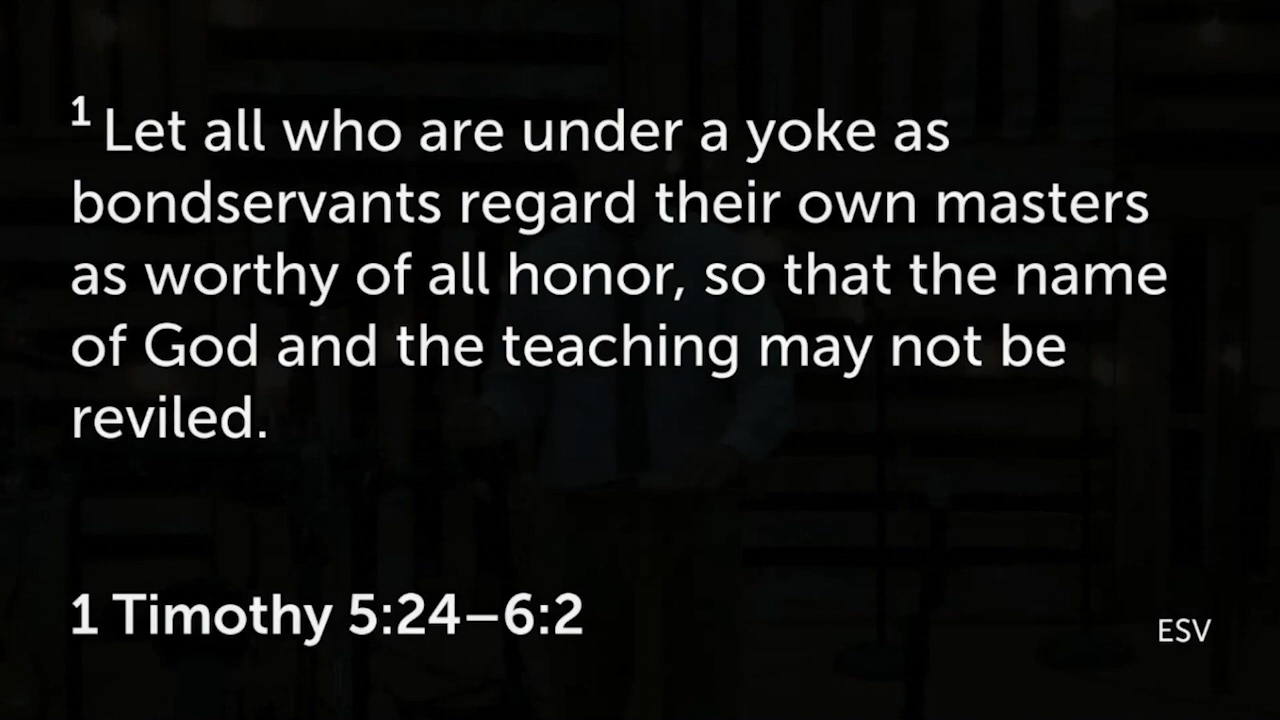 1 Let all who are under a yoke as
bondservants regard their own masters
as worthy of all honor, so that the name
of God and the teaching may not be
reviled.
1 Timothy 5:24–6:2
ESV